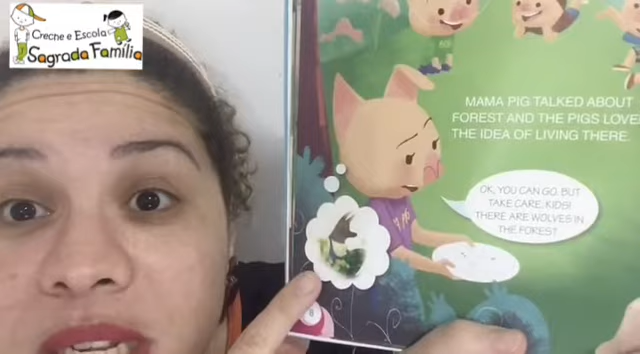 Creche e Escola
Sagrada Família
MAMA PIG TALKED ABOUT
FOREST AND THE PIGS LOVE
THE IDEA OF LIVING THERE.
OK, YOU CAN GO. BUT
TAKE CARE, KIDS!
THERE ARE WOLVES IN
THE FOREST.
8